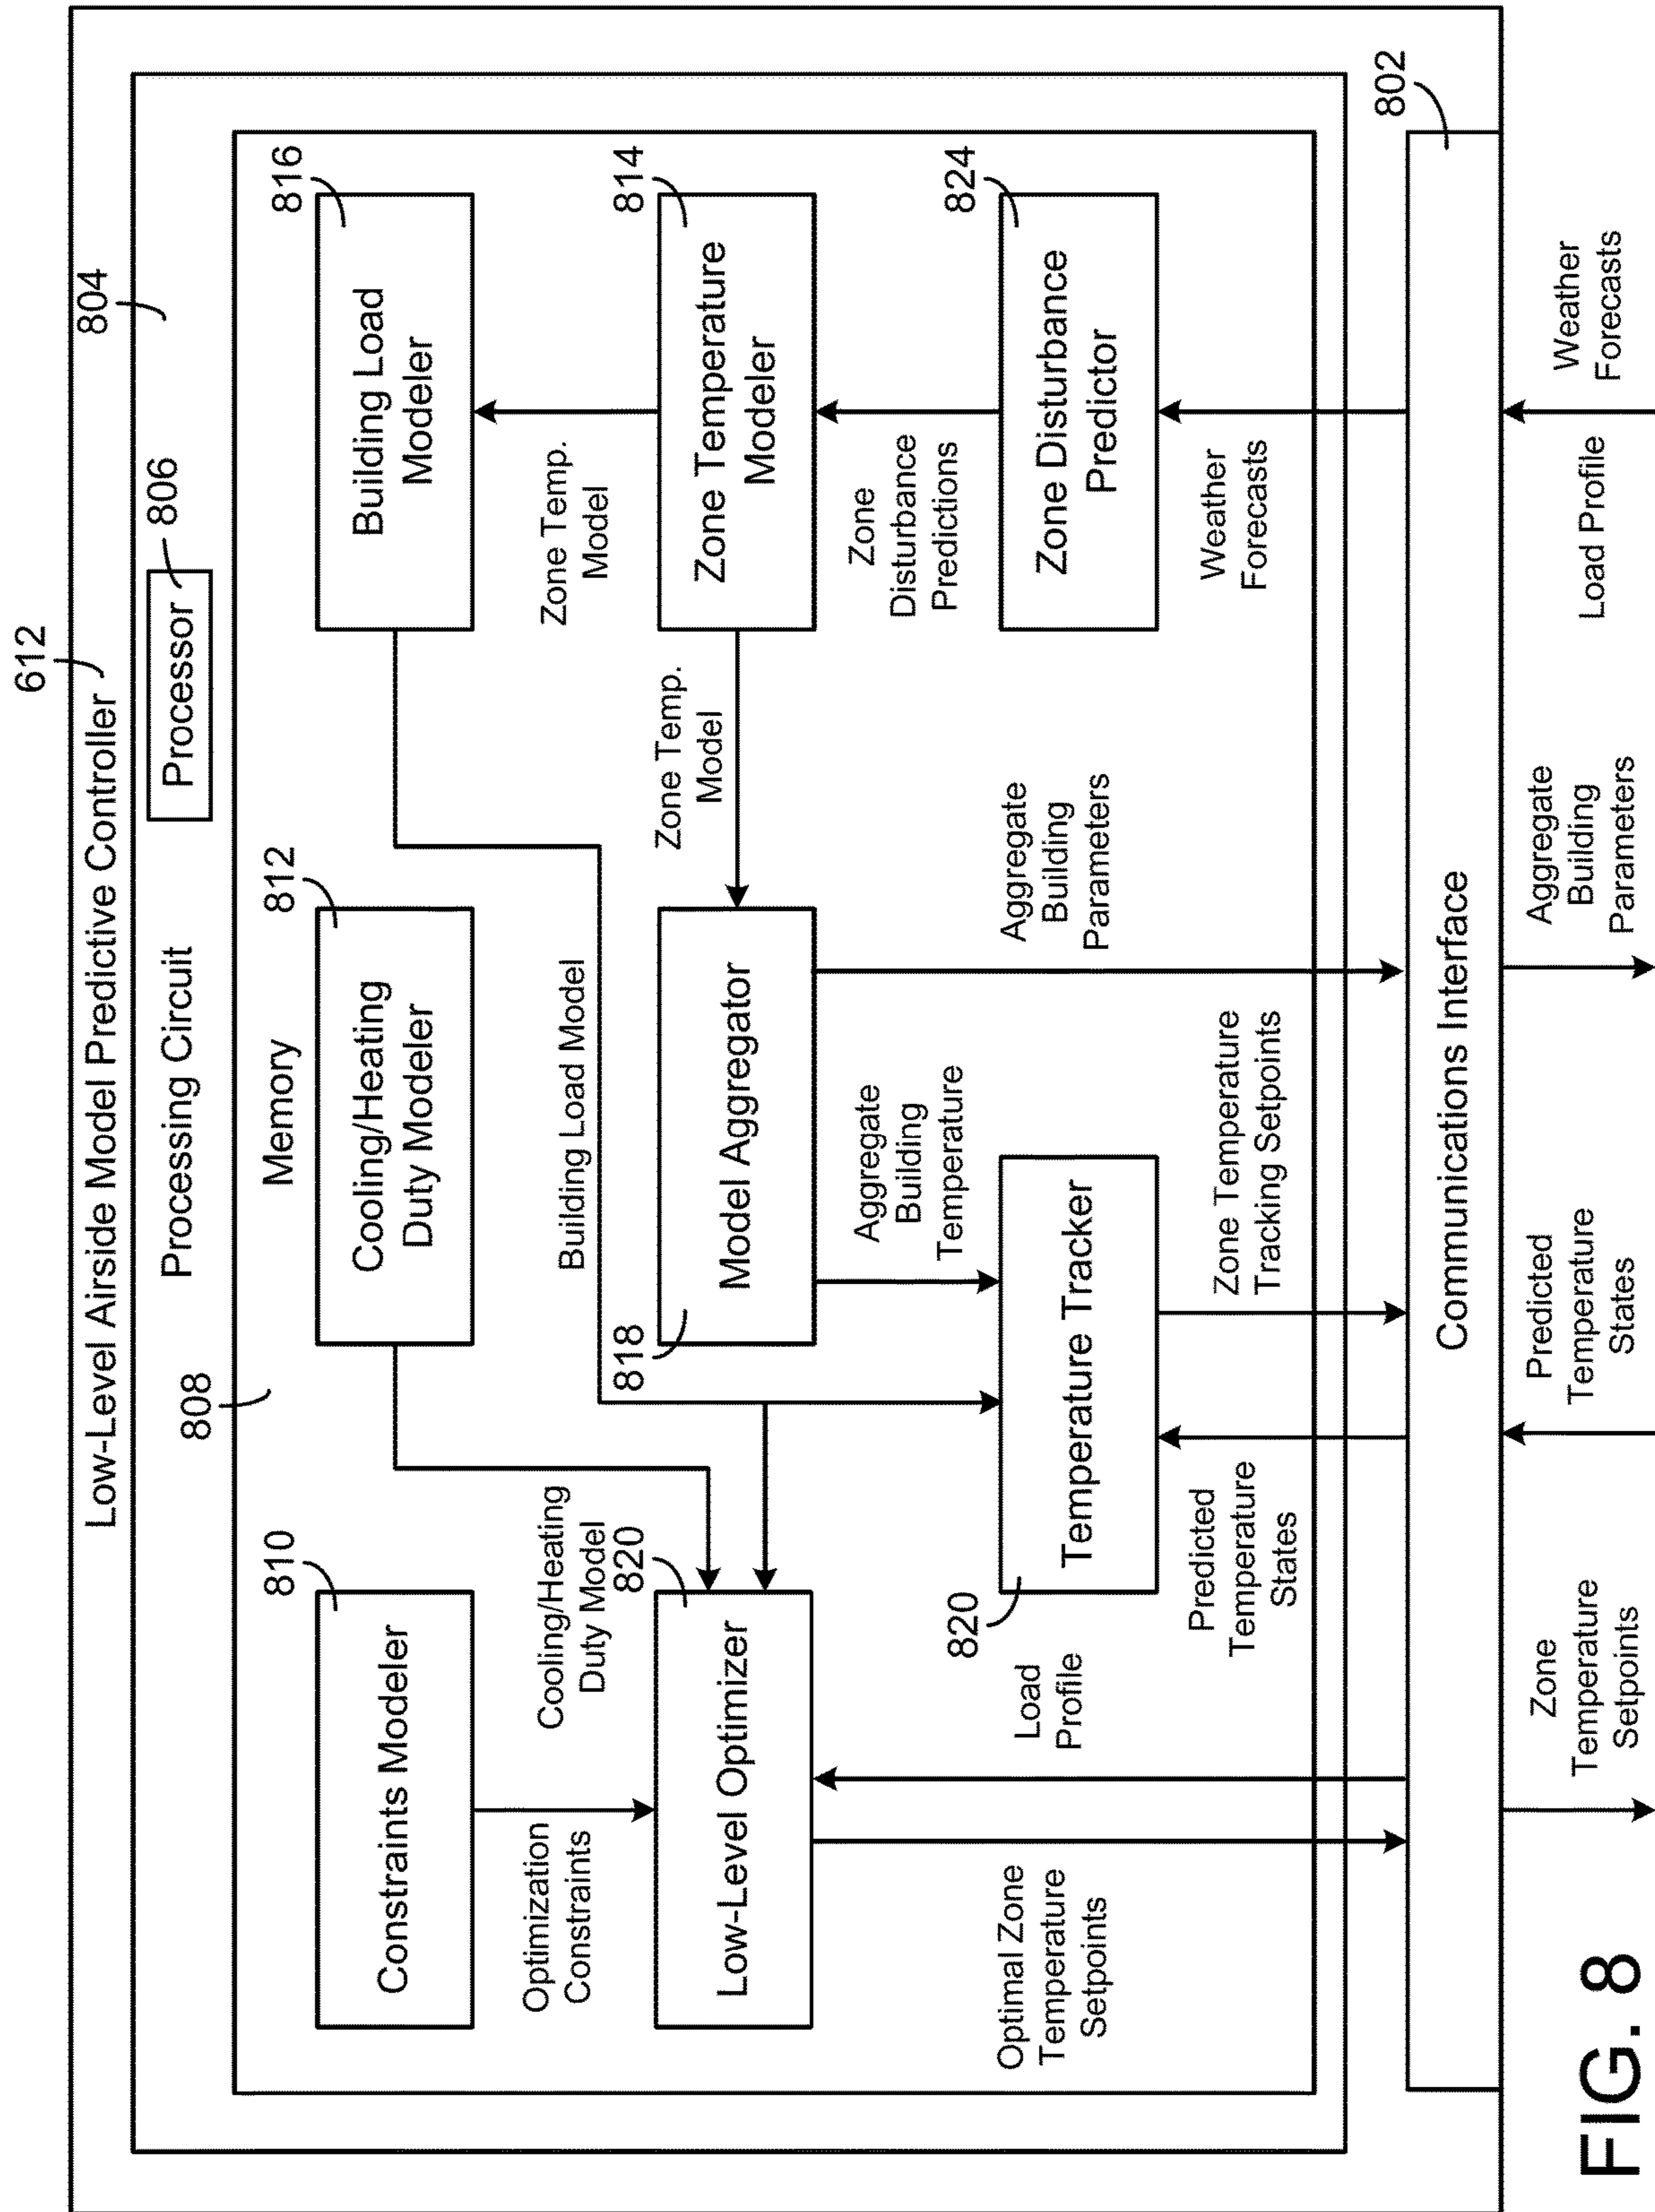 612
Low-Level Airside Model Predictive Controller
804
Processing Circuit
Processor
806
808
Memory
810
Constraints Modeler
812
Cooling/Heating
Duty Modeler
816
Building Load
Modeler
Optimization
Constraints
Cooling/Heating
Duty Model
Building Load Model
Zone Temp.
Model
820
Low-Level Optimizer
818
Model Aggregator
Zone Temp.
Model
814
Zone Temperature
Modeler
Optimal Zone
Temperature
Setpoints
Load
Profile
Aggregate
Building
Temperature
Aggregate
Building
Parameters
Zone
Disturbance
Predictions
820
Temperature Tracker
824
Zone Disturbance
Predictor
Predicted
Temperature
States
Zone Temperature
Tracking Setpoints
Weather
Forecasts
802
Communications Interface
Zone
Temperature
Setpoints
Predicted
Temperature
States
Aggregate
Building
Parameters
Load Profile
Weather
Forecasts
FIG. 8